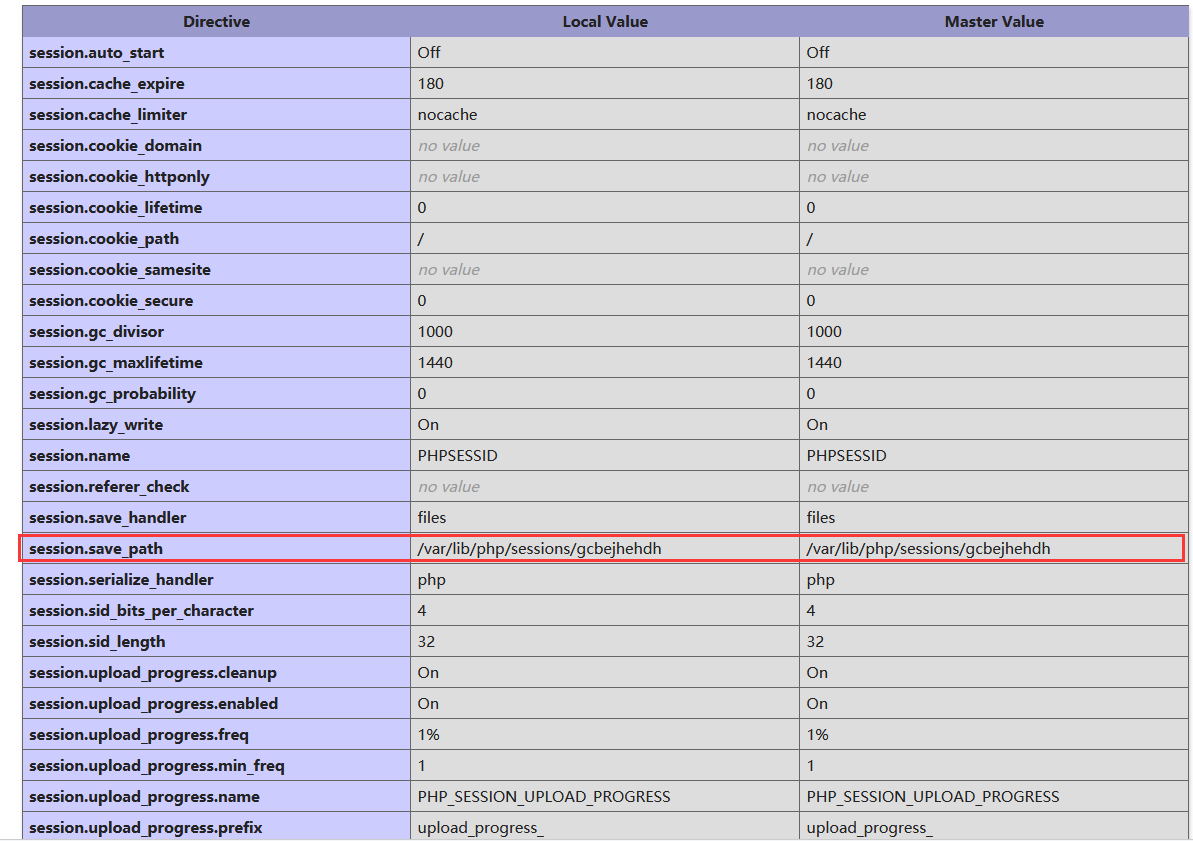 Directive Local Value Master Value
session.auto_start Off Off
session.cache_expire 180 180
session.cache_limiter nocache nocache
session.cookie_domain no value no value
session.cookie_httponly no value no value
session.cookie_lifetime 0 0
session.cookie_path / /
session.cookie_samesite no value no value
session.cookie_secure 0 0
session.gc_divisor 1000 1000
session.gc_maxlifetime 1440 1440
session.gc_probability 0 0
session.lazy_write On On
session.name PHPSESSID PHPSESSID
session.referer_check no value no value
session.save_handler files files
session.save_path /var/lib/php/sessions/gcbejhehdh /var/lib/php/sessions/gcbejhehdh
session.serialize_handler php php
session.sid_bits_per_character 4 4
session.sid_length 32 32
session.upload_progress.cleanup On On
session.upload_progress.enabled On On
session.upload_progress.freq 1% 1%
session.upload_progress.min_freq 1 1
session.upload_progress.name PHP_SESSION_UPLOAD_PROGRESS PHP_SESSION_UPLOAD_PROGRESS
session.upload_progress.prefix upload_progress_ upload_progress_